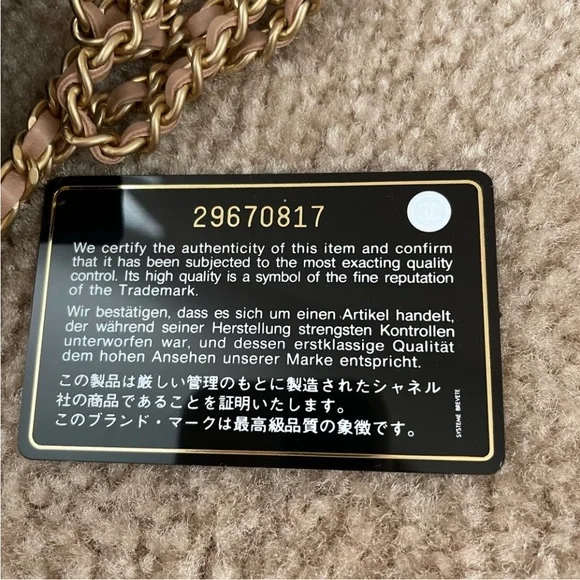 29670817
We certify the authenticity of this item and confirm
that it has been subjected to the most exacting quality
control. Its high quality is a symbol of the fine reputation
of the Trademark.
Wir bestätigen, dass es sich um einen Artikel handelt,
der während seiner Herstellung strengsten Kontrollen
unterworfen war, und dessen erstklassige Qualität
dem hohen Ansehen unserer Marke entspricht.
この製品は厳しい管理のもとに製造されたシャネル
社の商品であることを証明いたします。
このブランド・マークは最高級品質の象徴です。
SYSTEME BREVETE